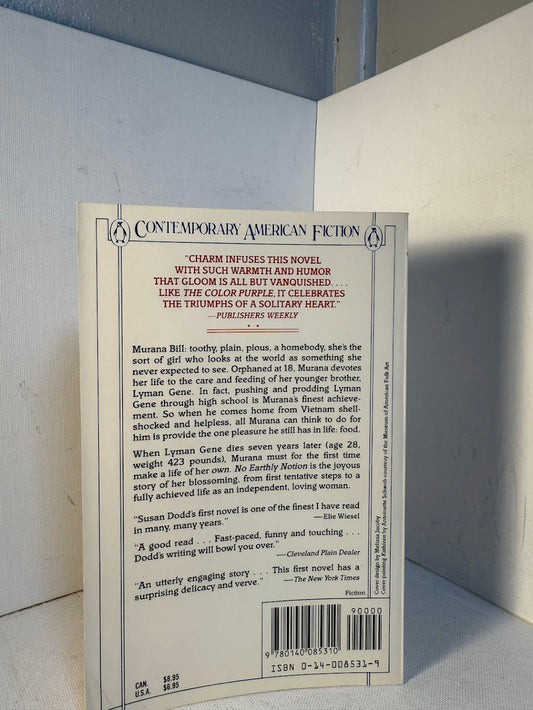 CONTEMPORARY AMERICAN FICTION
"CHARM INFUSES THIS NOVEL
WITH SUCH WARMTH AND HUMOR
THAT GLOOM IS ALL BUT VANQUISHED. . . .
LIKE THE COLOR PURPLE, IT CELEBRATES
THE TRIUMPHS OF A SOLITARY HEART."
—PUBLISHERS WEEKLY
Murana Bill: toothy, plain, pious, a homebody, she's the
sort of girl who looks at the world as something she
never expected to see. Orphaned at 18, Murana devotes
her life to the care and feeding of her younger brother,
Lyman Gene. In fact, pushing and prodding Lyman
Gene through high school is Murana's finest achieve-
ment. So when he comes home from Vietnam shell-
shocked and helpless, all Murana can think to do for
him is provide the one pleasure he still has in life: food.
When Lyman Gene dies seven years later (age 28,
weight 423 pounds), Murana must for the first time
make a life of her own. No Earthly Notion is the joyous
story of her blossoming, from first tentative steps to a
fully achieved life as an independent, loving woman.
"Susan Dodd's first novel is one of the finest I have read
in many, many years."
—Elie Wiesel
"A good read . . . Fast-paced, funny and touching . . .
Dodd's writing will bowl you over."
—Cleveland Plain Dealer
"An utterly engaging story . . . This first novel has a
surprising delicacy and verve."
—The New York Times
Cover design by Melissa Jacoby
Cover painting Kathleen by Antoinette Schwob courtesy of the Museum of American Folk Art
Fiction
CAN. $8.95
U.S.A. $6.95
90000
9 780140 085310
ISBN 0-14-008531-9